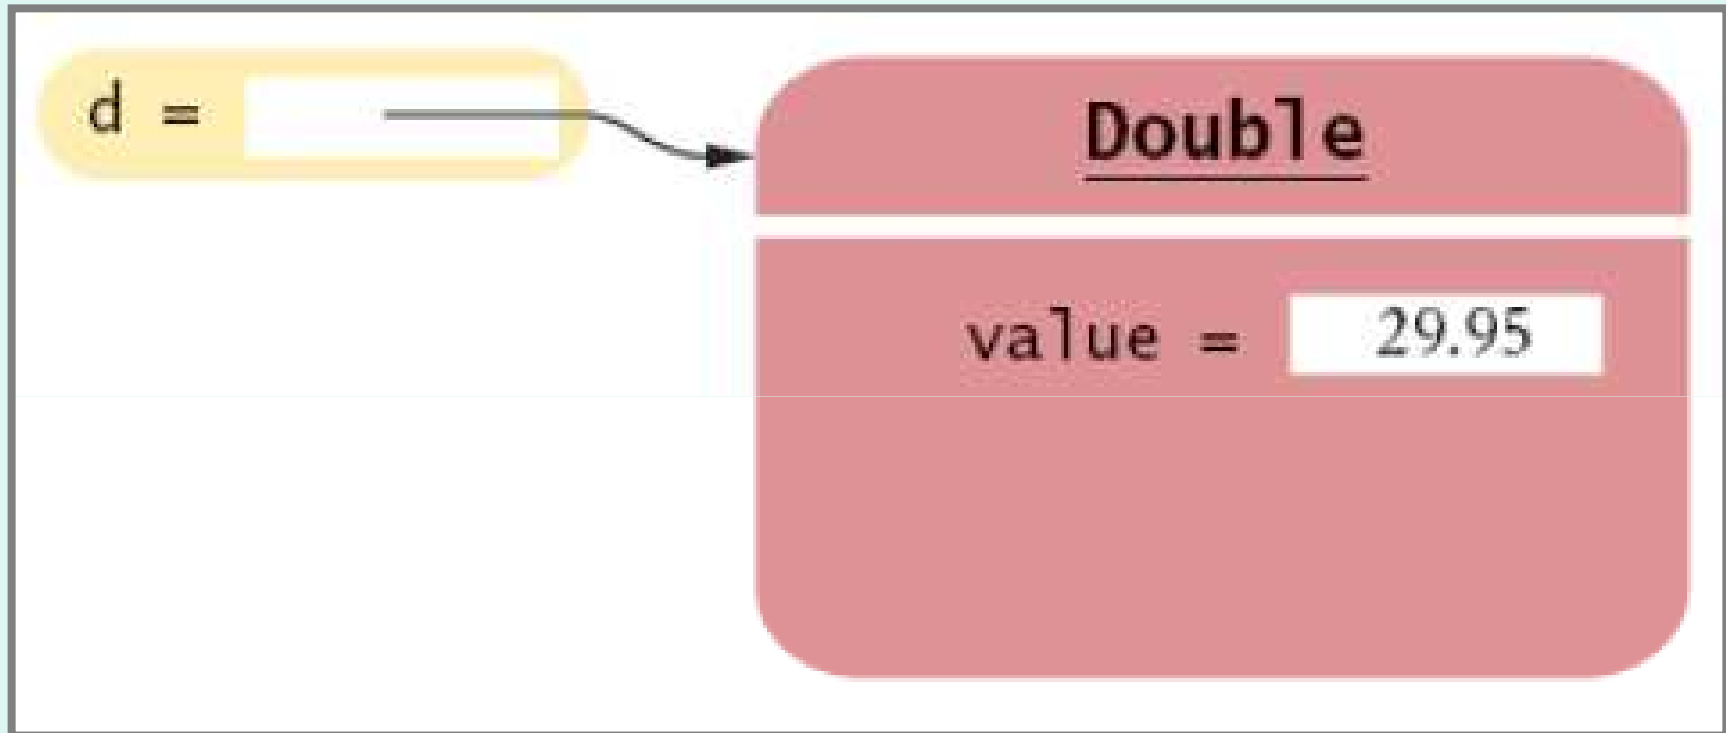 d =
Double
value = 29.95